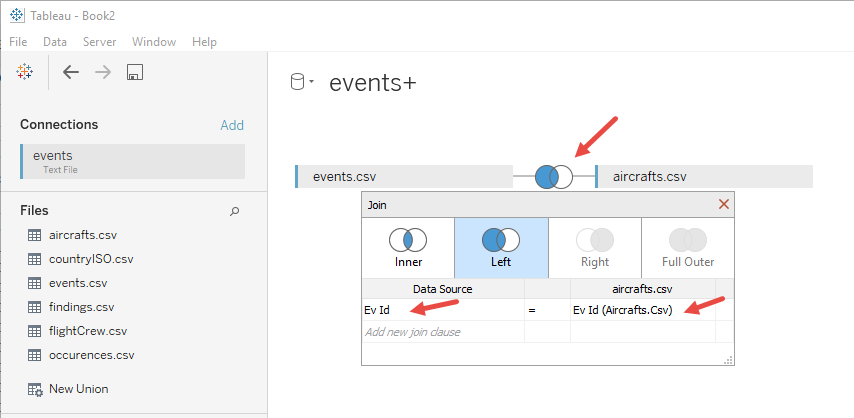 Tableau - Book2
File Data Server Window Help
events+
Connections Add
events
Text File
events.csv aircrafts.csv
Files
aircrafts.csv
countryISO.csv
events.csv
findings.csv
flightCrew.csv
occurences.csv
New Union
Join
Inner Left Right Full Outer
Data Source aircrafts.csv
Ev Id = Ev Id (Aircrafts.Csv)
Add new join clause